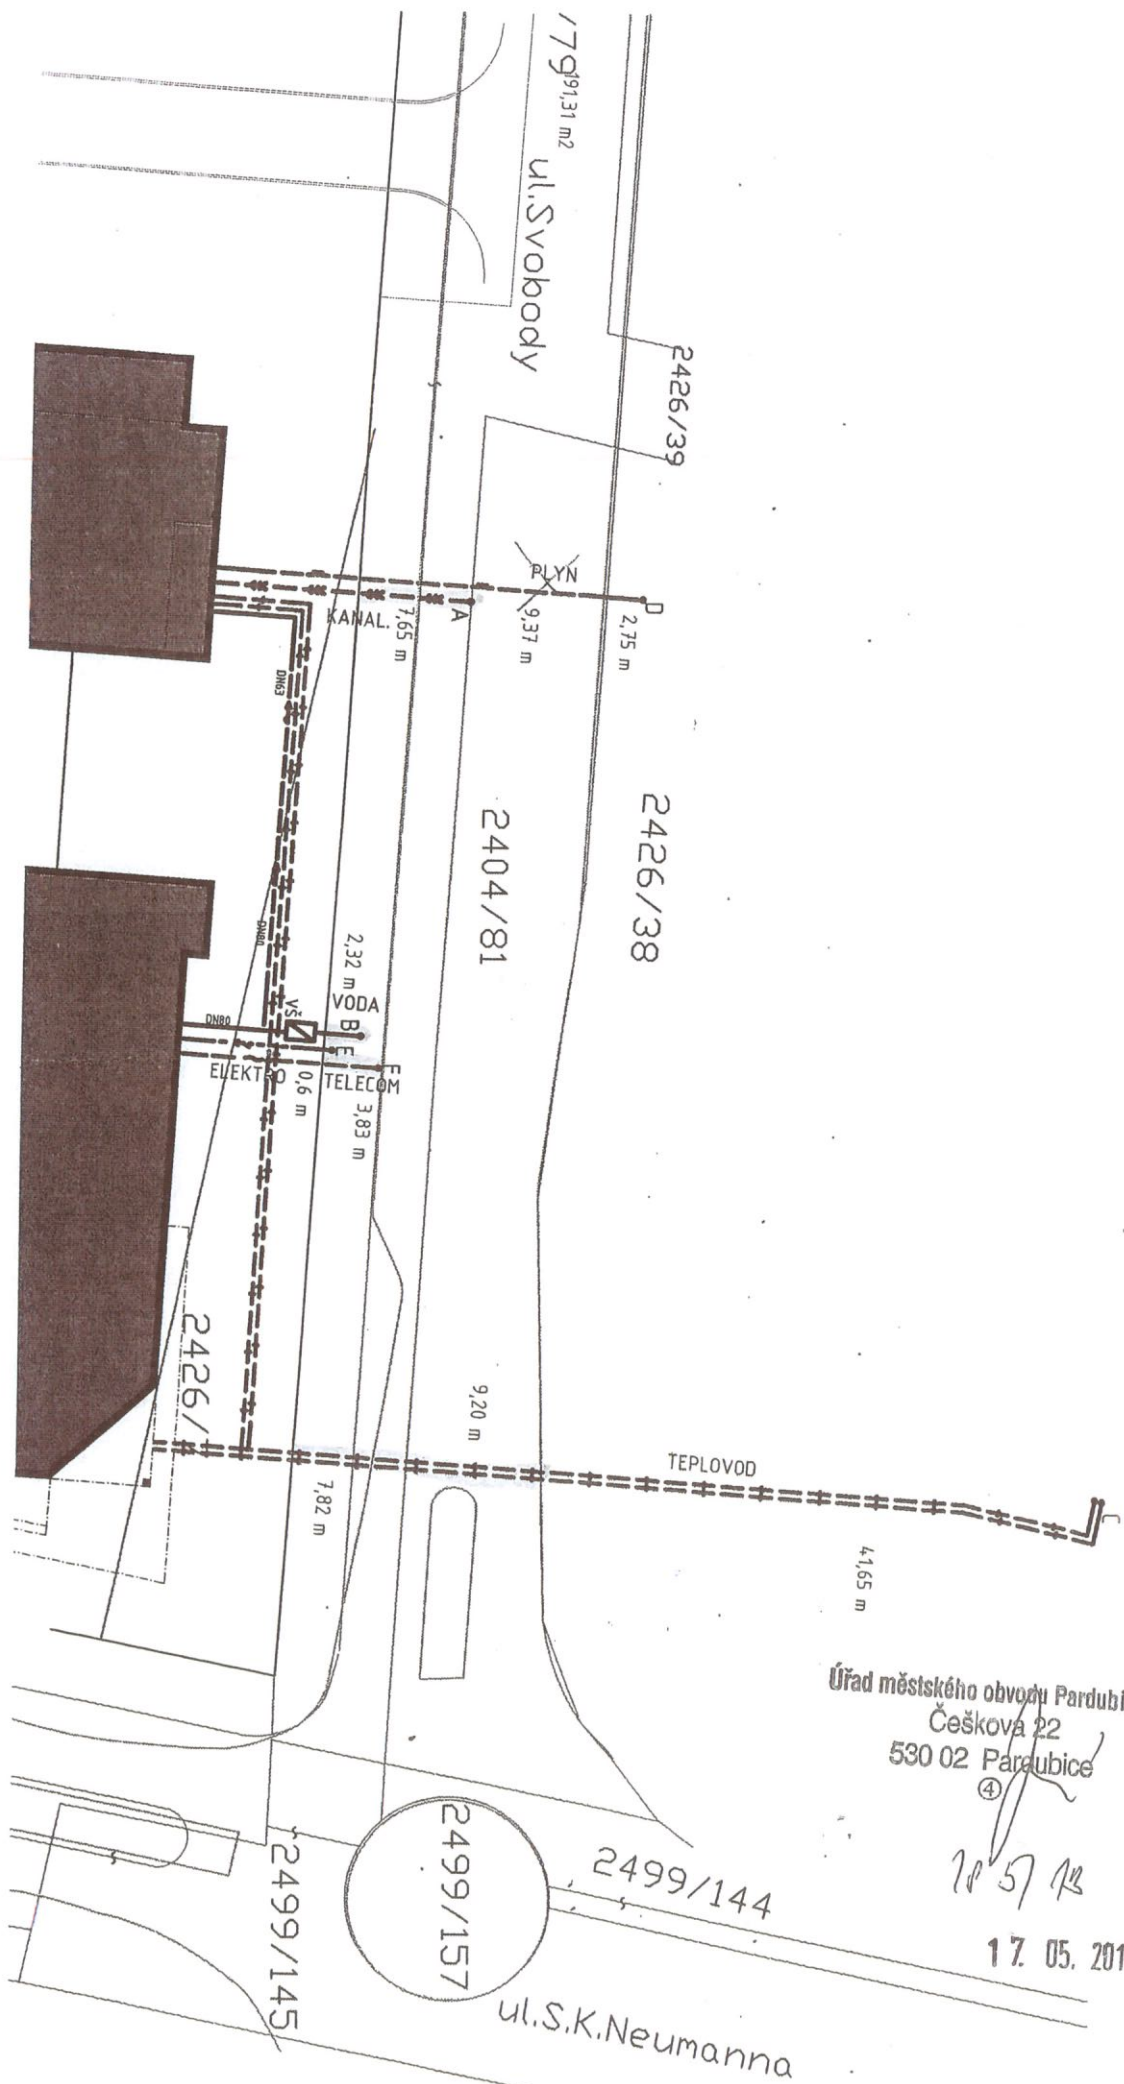 /79
191,31 m2
ul.Svobody
2426/39
PLYN
D
2,75 m
9,37 m
A
KANAL.
7,65 m
DN63
2426/38
2404/81
DN80
2,32 m
VODA
VŠ
B
DN80
E
F
ELEKTRO
0,6 m
TELECOM
3,83 m
2426/
9,20 m
TEPLOVOD
C
7,82 m
41,65 m
Úřad městského obvodu Pardubi
Češkova 22
530 02 Pardubice
4
17. 05. 201
2499/144
2499/157
2499/145
ul.S.K.Neumanna